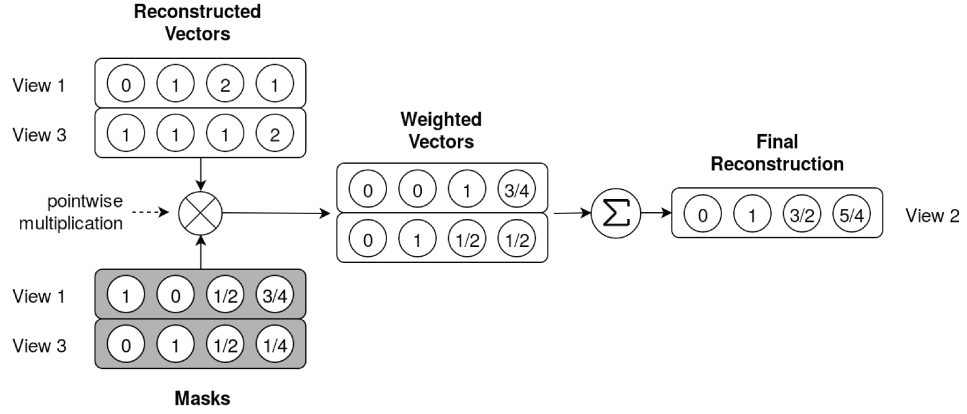 Reconstructed
Vectors
View 1
0 1 2 1
View 3
1 1 1 2
Weighted
Vectors
0 0 1 3/4
0 1 1/2 1/2
Final
Reconstruction
0 1 3/2 5/4
View 2
pointwise
multiplication
Σ
View 1
1 0 1/2 3/4
View 3
0 1 1/2 1/4
Masks